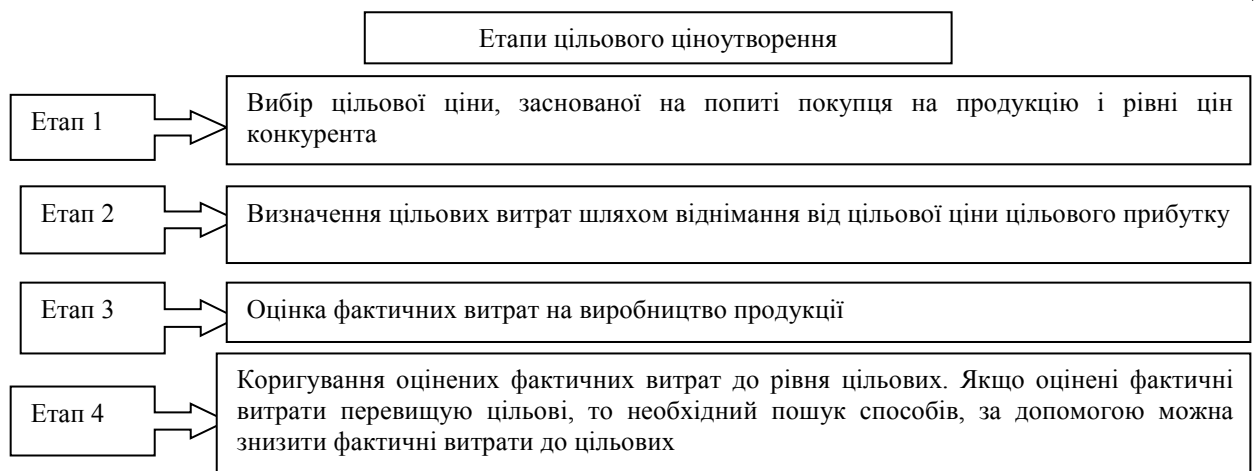 Етапи цільового ціноутворення
Етап 1
Вибір цільової ціни, заснованої на попиті покупця на продукцію і рівні цін
конкурента
Етап 2
Визначення цільових витрат шляхом віднімання від цільової ціни цільового прибутку
Етап 3
Оцінка фактичних витрат на виробництво продукції
Етап 4
Коригування оцінених фактичних витрат до рівня цільових. Якщо оцінені фактичні
витрати перевищую цільові, то необхідний пошук способів, за допомогою можна
знизити фактичні витрати до цільових